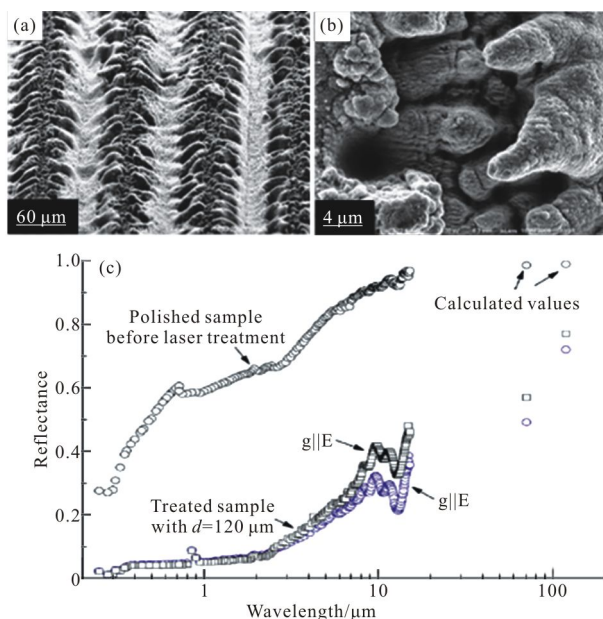 (a)
60 μm
(b)
4 μm
(c)
1.0
0.8
0.6
0.4
0.2
0
Reflectance
Polished sample
before laser treatment
Calculated values
g||E
g||E
Treated sample
with d=120 μm
1
10
100
Wavelength/μm